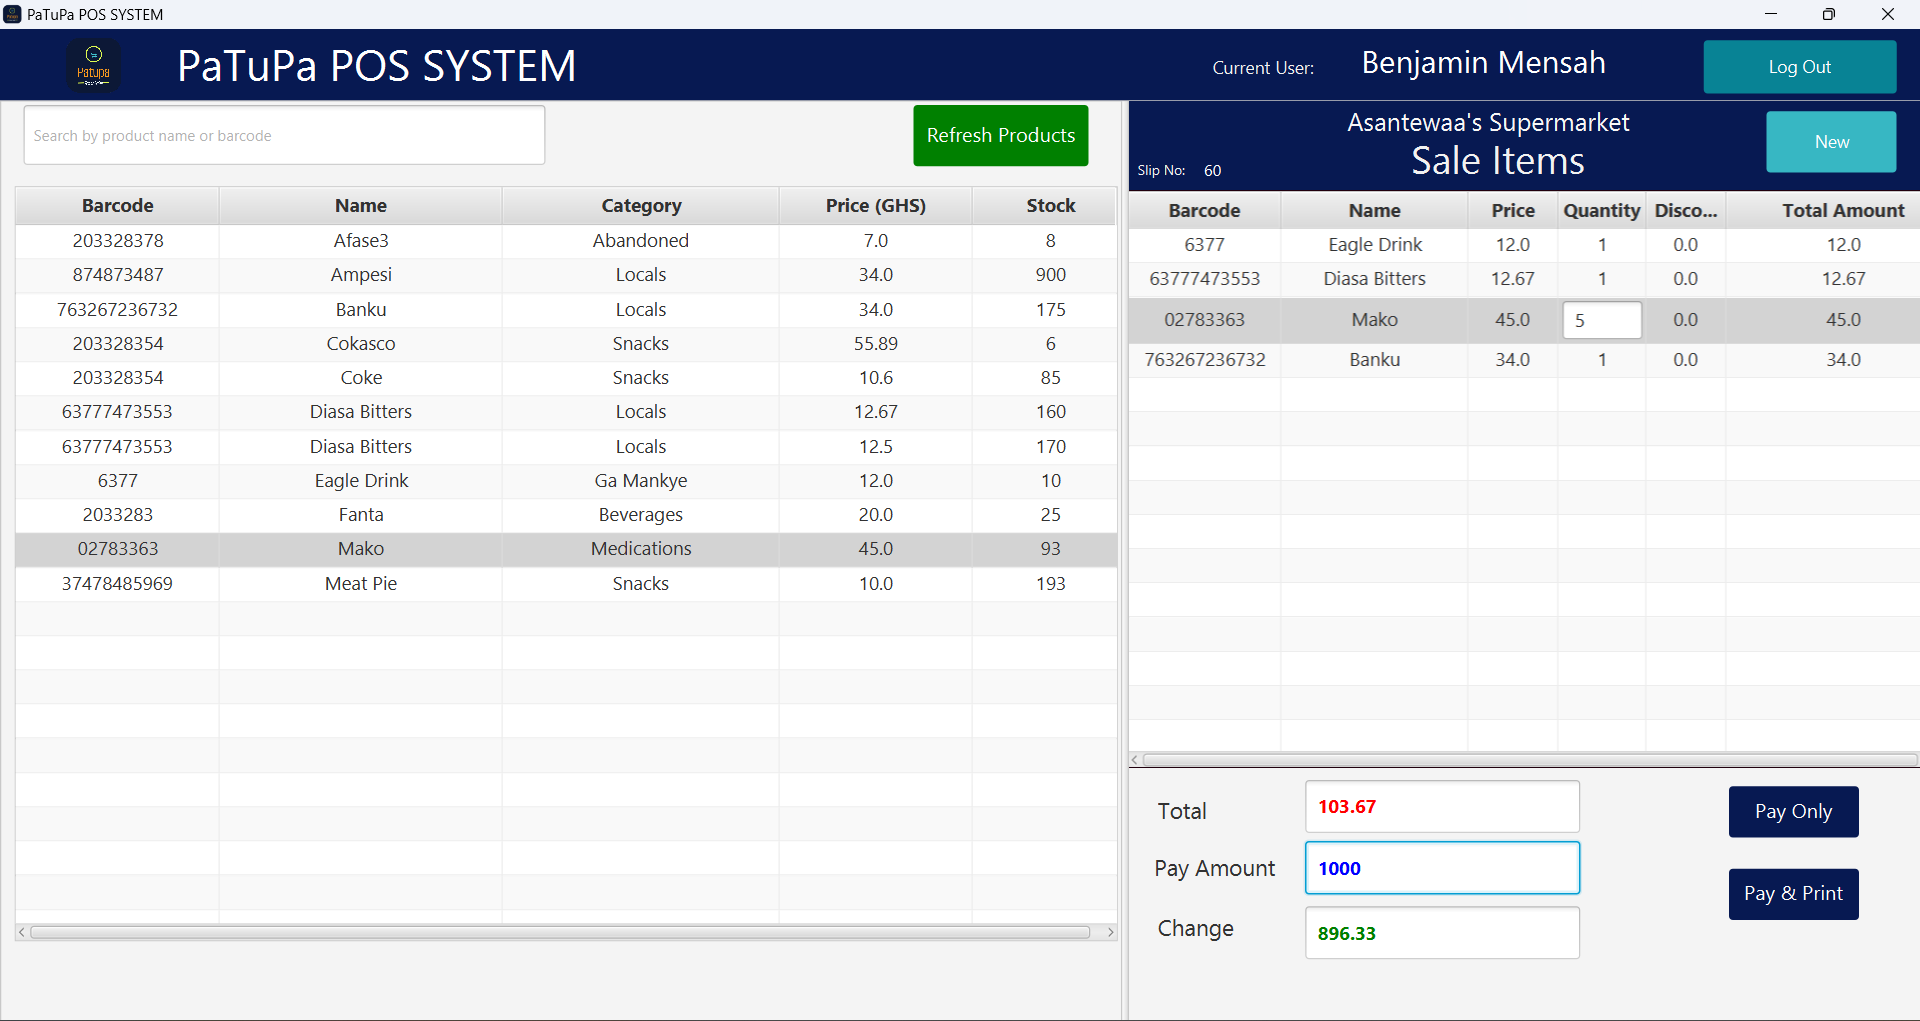 PaTuPa POS SYSTEM
Patupa
PaTuPa POS SYSTEM
Current User:
Benjamin Mensah
Log Out
Search by product name or barcode
Refresh Products
Barcode Name Category Price (GHS) Stock
203328378 Afase3 Abandoned 7.0 8
874873487 Ampesi Locals 34.0 900
763267236732 Banku Locals 34.0 175
203328354 Cokasco Snacks 55.89 6
203328354 Coke Snacks 10.6 85
63777473553 Diasa Bitters Locals 12.67 160
63777473553 Diasa Bitters Locals 12.5 170
6377 Eagle Drink Ga Mankye 12.0 10
2033283 Fanta Beverages 20.0 25
02783363 Mako Medications 45.0 93
37478485969 Meat Pie Snacks 10.0 193
Asantewaa's Supermarket
Sale Items
Slip No: 60
New
Barcode Name Price Quantity Disco... Total Amount
6377 Eagle Drink 12.0 1 0.0 12.0
63777473553 Diasa Bitters 12.67 1 0.0 12.67
02783363 Mako 45.0 5 0.0 45.0
763267236732 Banku 34.0 1 0.0 34.0
Total 103.67
Pay Only
Pay Amount 1000
Pay & Print
Change 896.33